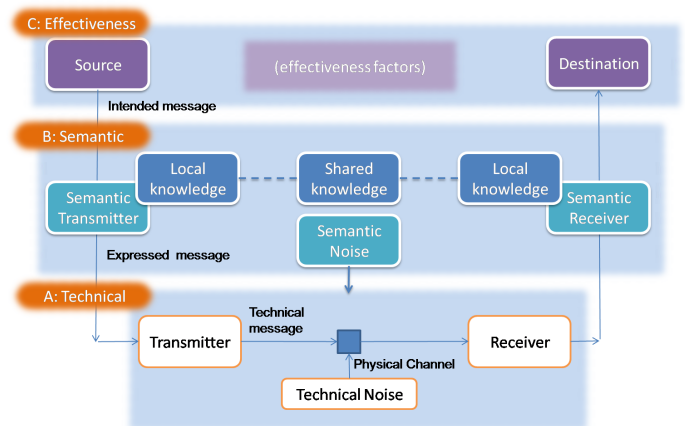 C: Effectiveness
Source
(effectiveness factors)
Destination
Intended message
B: Semantic
Local
knowledge
Shared
knowledge
Local
knowledge
Semantic
Transmitter
Semantic
Receiver
Semantic
Noise
Expressed message
A: Technical
Technical
message
Transmitter
Receiver
Physical Channel
Technical Noise